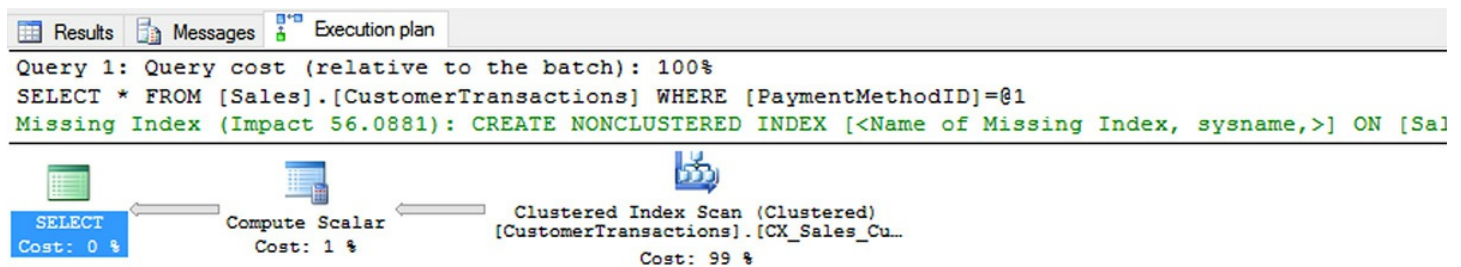 Results Messages Execution plan
Query 1: Query cost (relative to the batch): 100%
SELECT * FROM [Sales].[CustomerTransactions] WHERE [PaymentMethodID]=@1
Missing Index (Impact 56.0881): CREATE NONCLUSTERED INDEX [<Name of Missing Index, sysname,>] ON [Sal
SELECT
Cost: 0 %
Compute Scalar
Cost: 1 %
Clustered Index Scan (Clustered)
[CustomerTransactions].[CX_Sales_Cu…
Cost: 99 %